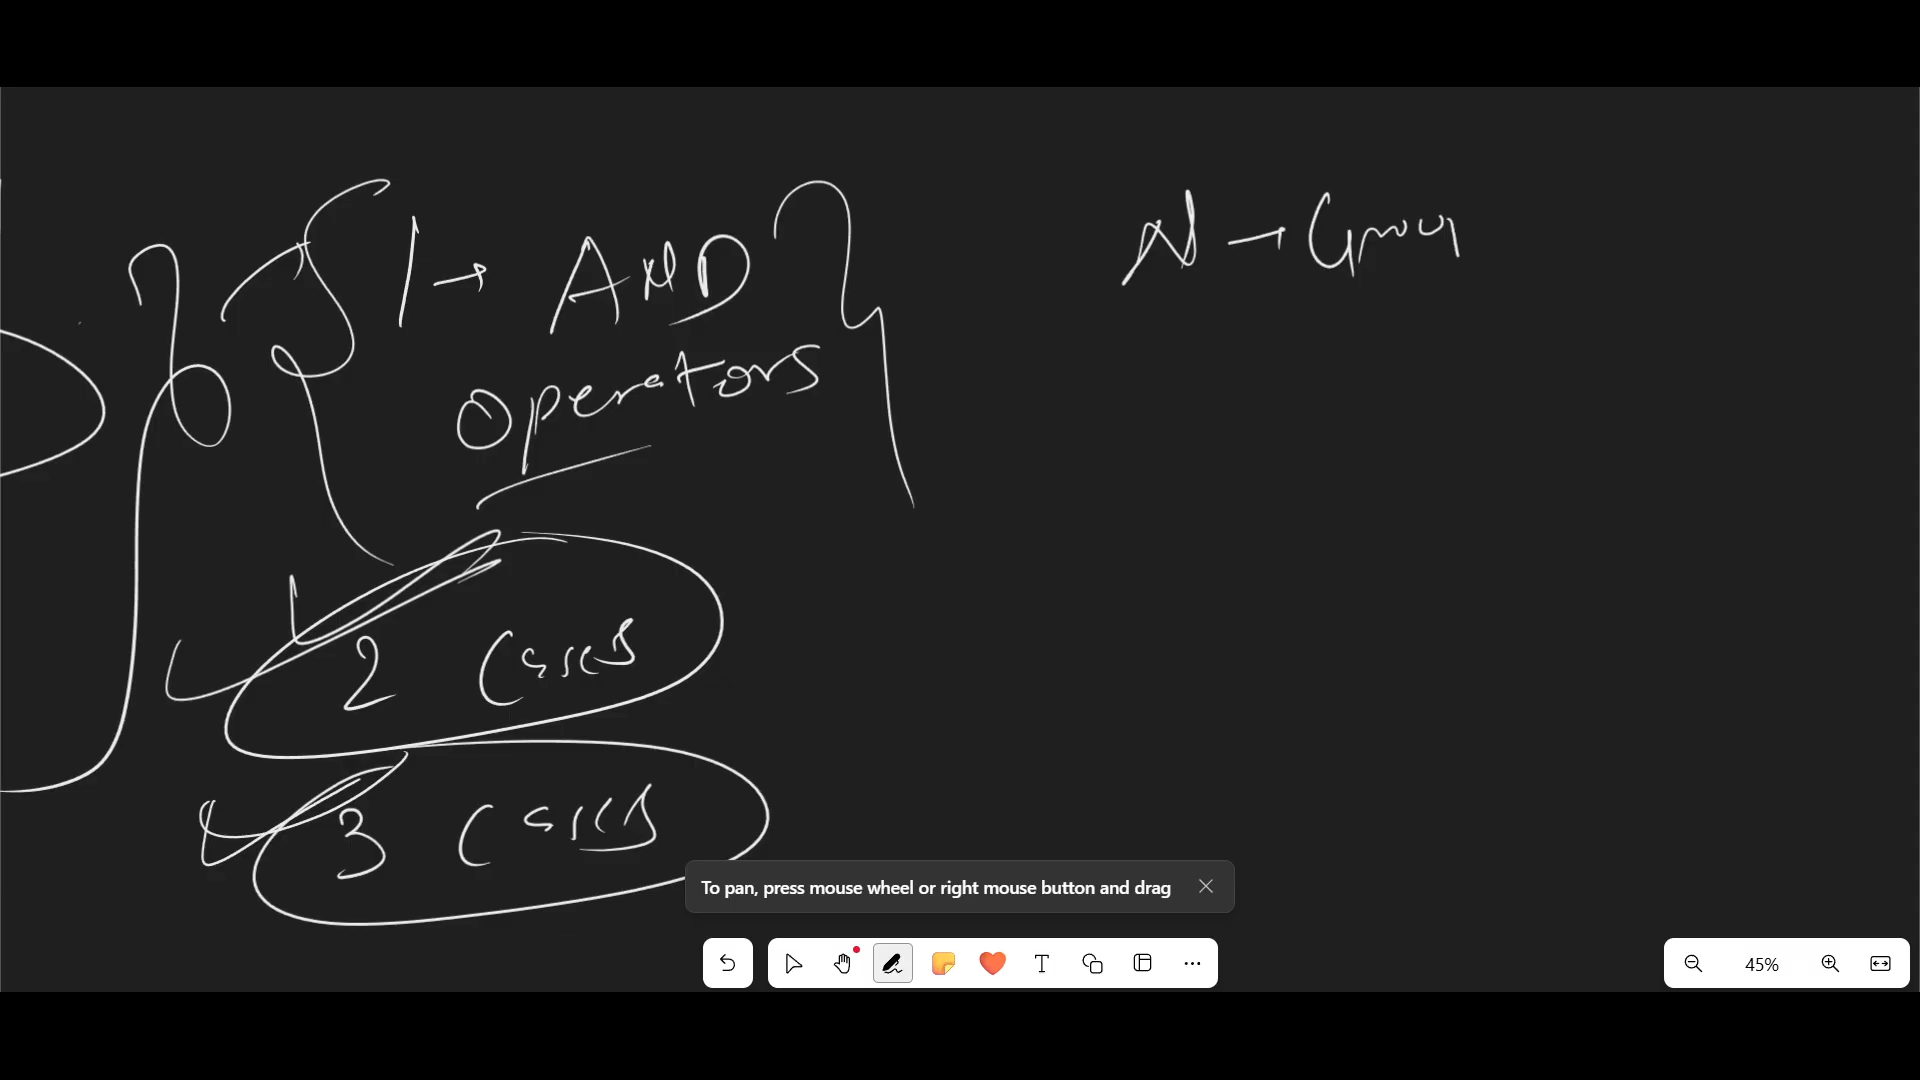 1 → AND
operators
2 Cases
3 Cases
N → Grou
To pan, press mouse wheel or right mouse button and drag
45%